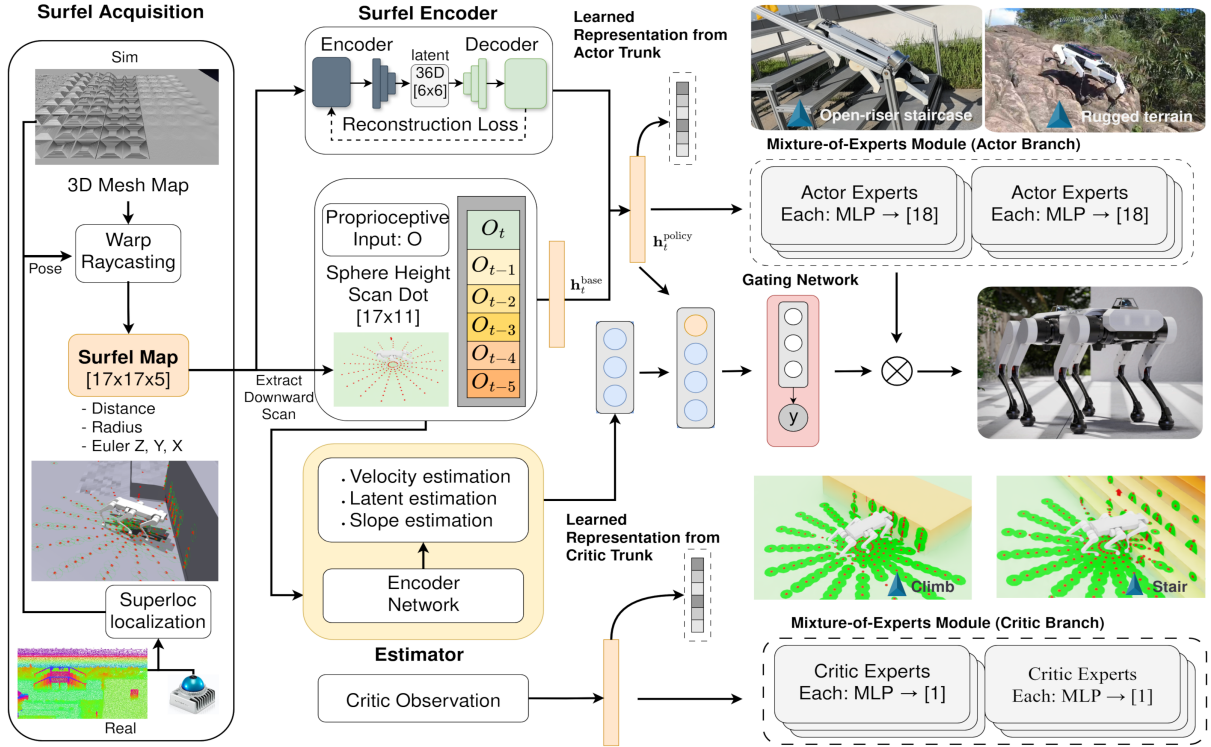 Surfel Acquisition
Sim
3D Mesh Map
Pose
Warp
Raycasting
Surfel Map
[17x17x5]
- Distance
- Radius
- Euler Z, Y, X
Superloc
localization
Real
Surfel Encoder
Encoder
latent
36D
[6x6]
Decoder
Reconstruction Loss
Proprioceptive
Input: O
Sphere Height
Scan Dot
[17x11]
Extract
Downward
Scan
O_t
O_{t−1}
O_{t−2}
O_{t−3}
O_{t−4}
O_{t−5}
h_t^{base}
. Velocity estimation
. Latent estimation
. Slope estimation
Encoder
Network
Estimator
Critic Observation
Learned
Representation from
Actor Trunk
h_t^{policy}
Learned
Representation from
Critic Trunk
Open-riser staircase
Rugged terrain
Mixture-of-Experts Module (Actor Branch)
Actor Experts
Each: MLP → [18]
Actor Experts
Each: MLP → [18]
Gating Network
y
Climb
Stair
Mixture-of-Experts Module (Critic Branch)
Critic Experts
Each: MLP → [1]
Critic Experts
Each: MLP → [1]